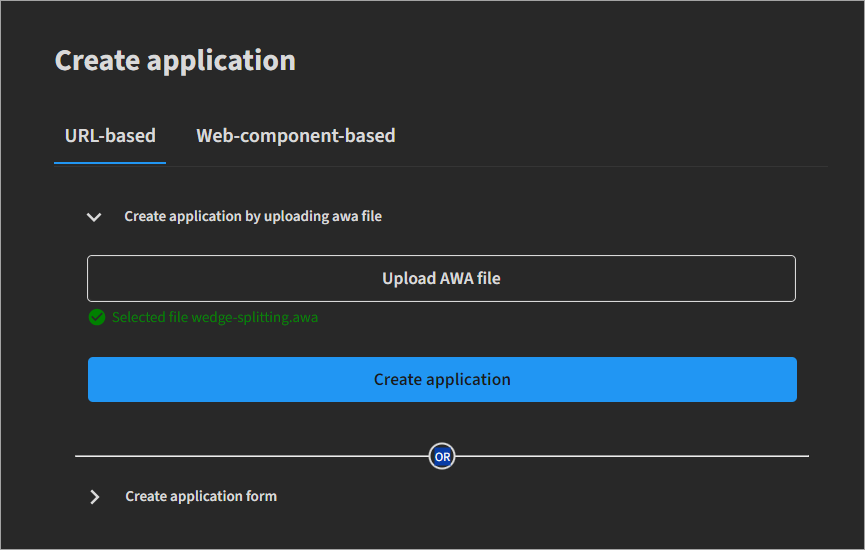 Create application
URL-based Web-component-based
Create application by uploading awa file
Upload AWA file
Selected file wedge-splitting.awa
Create application
OR
Create application form